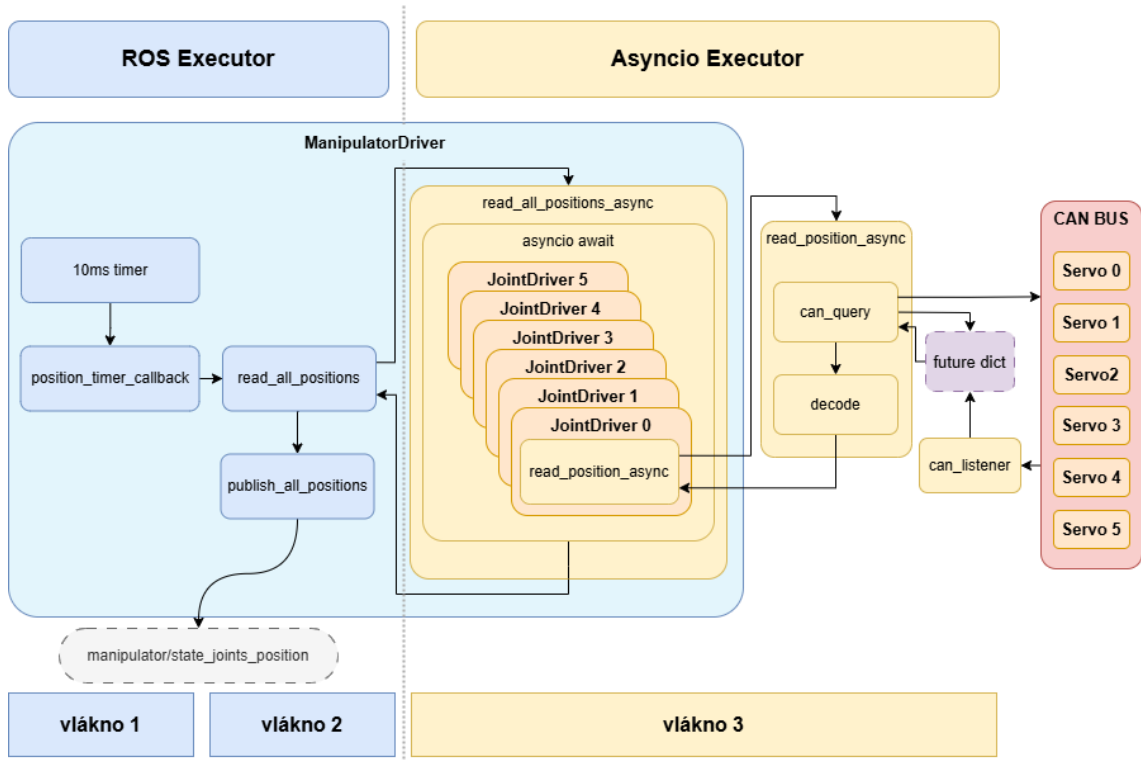 ROS Executor
Asyncio Executor
ManipulatorDriver
read_all_positions_async
asyncio await
JointDriver 5
JointDriver 4
JointDriver 3
JointDriver 2
JointDriver 1
JointDriver 0
read_position_async
10ms timer
position_timer_callback
read_all_positions
publish_all_positions
manipulator/state_joints_position
read_position_async
can_query
decode
future dict
can_listener
CAN BUS
Servo 0
Servo 1
Servo2
Servo 3
Servo 4
Servo 5
vlákno 1
vlákno 2
vlákno 3